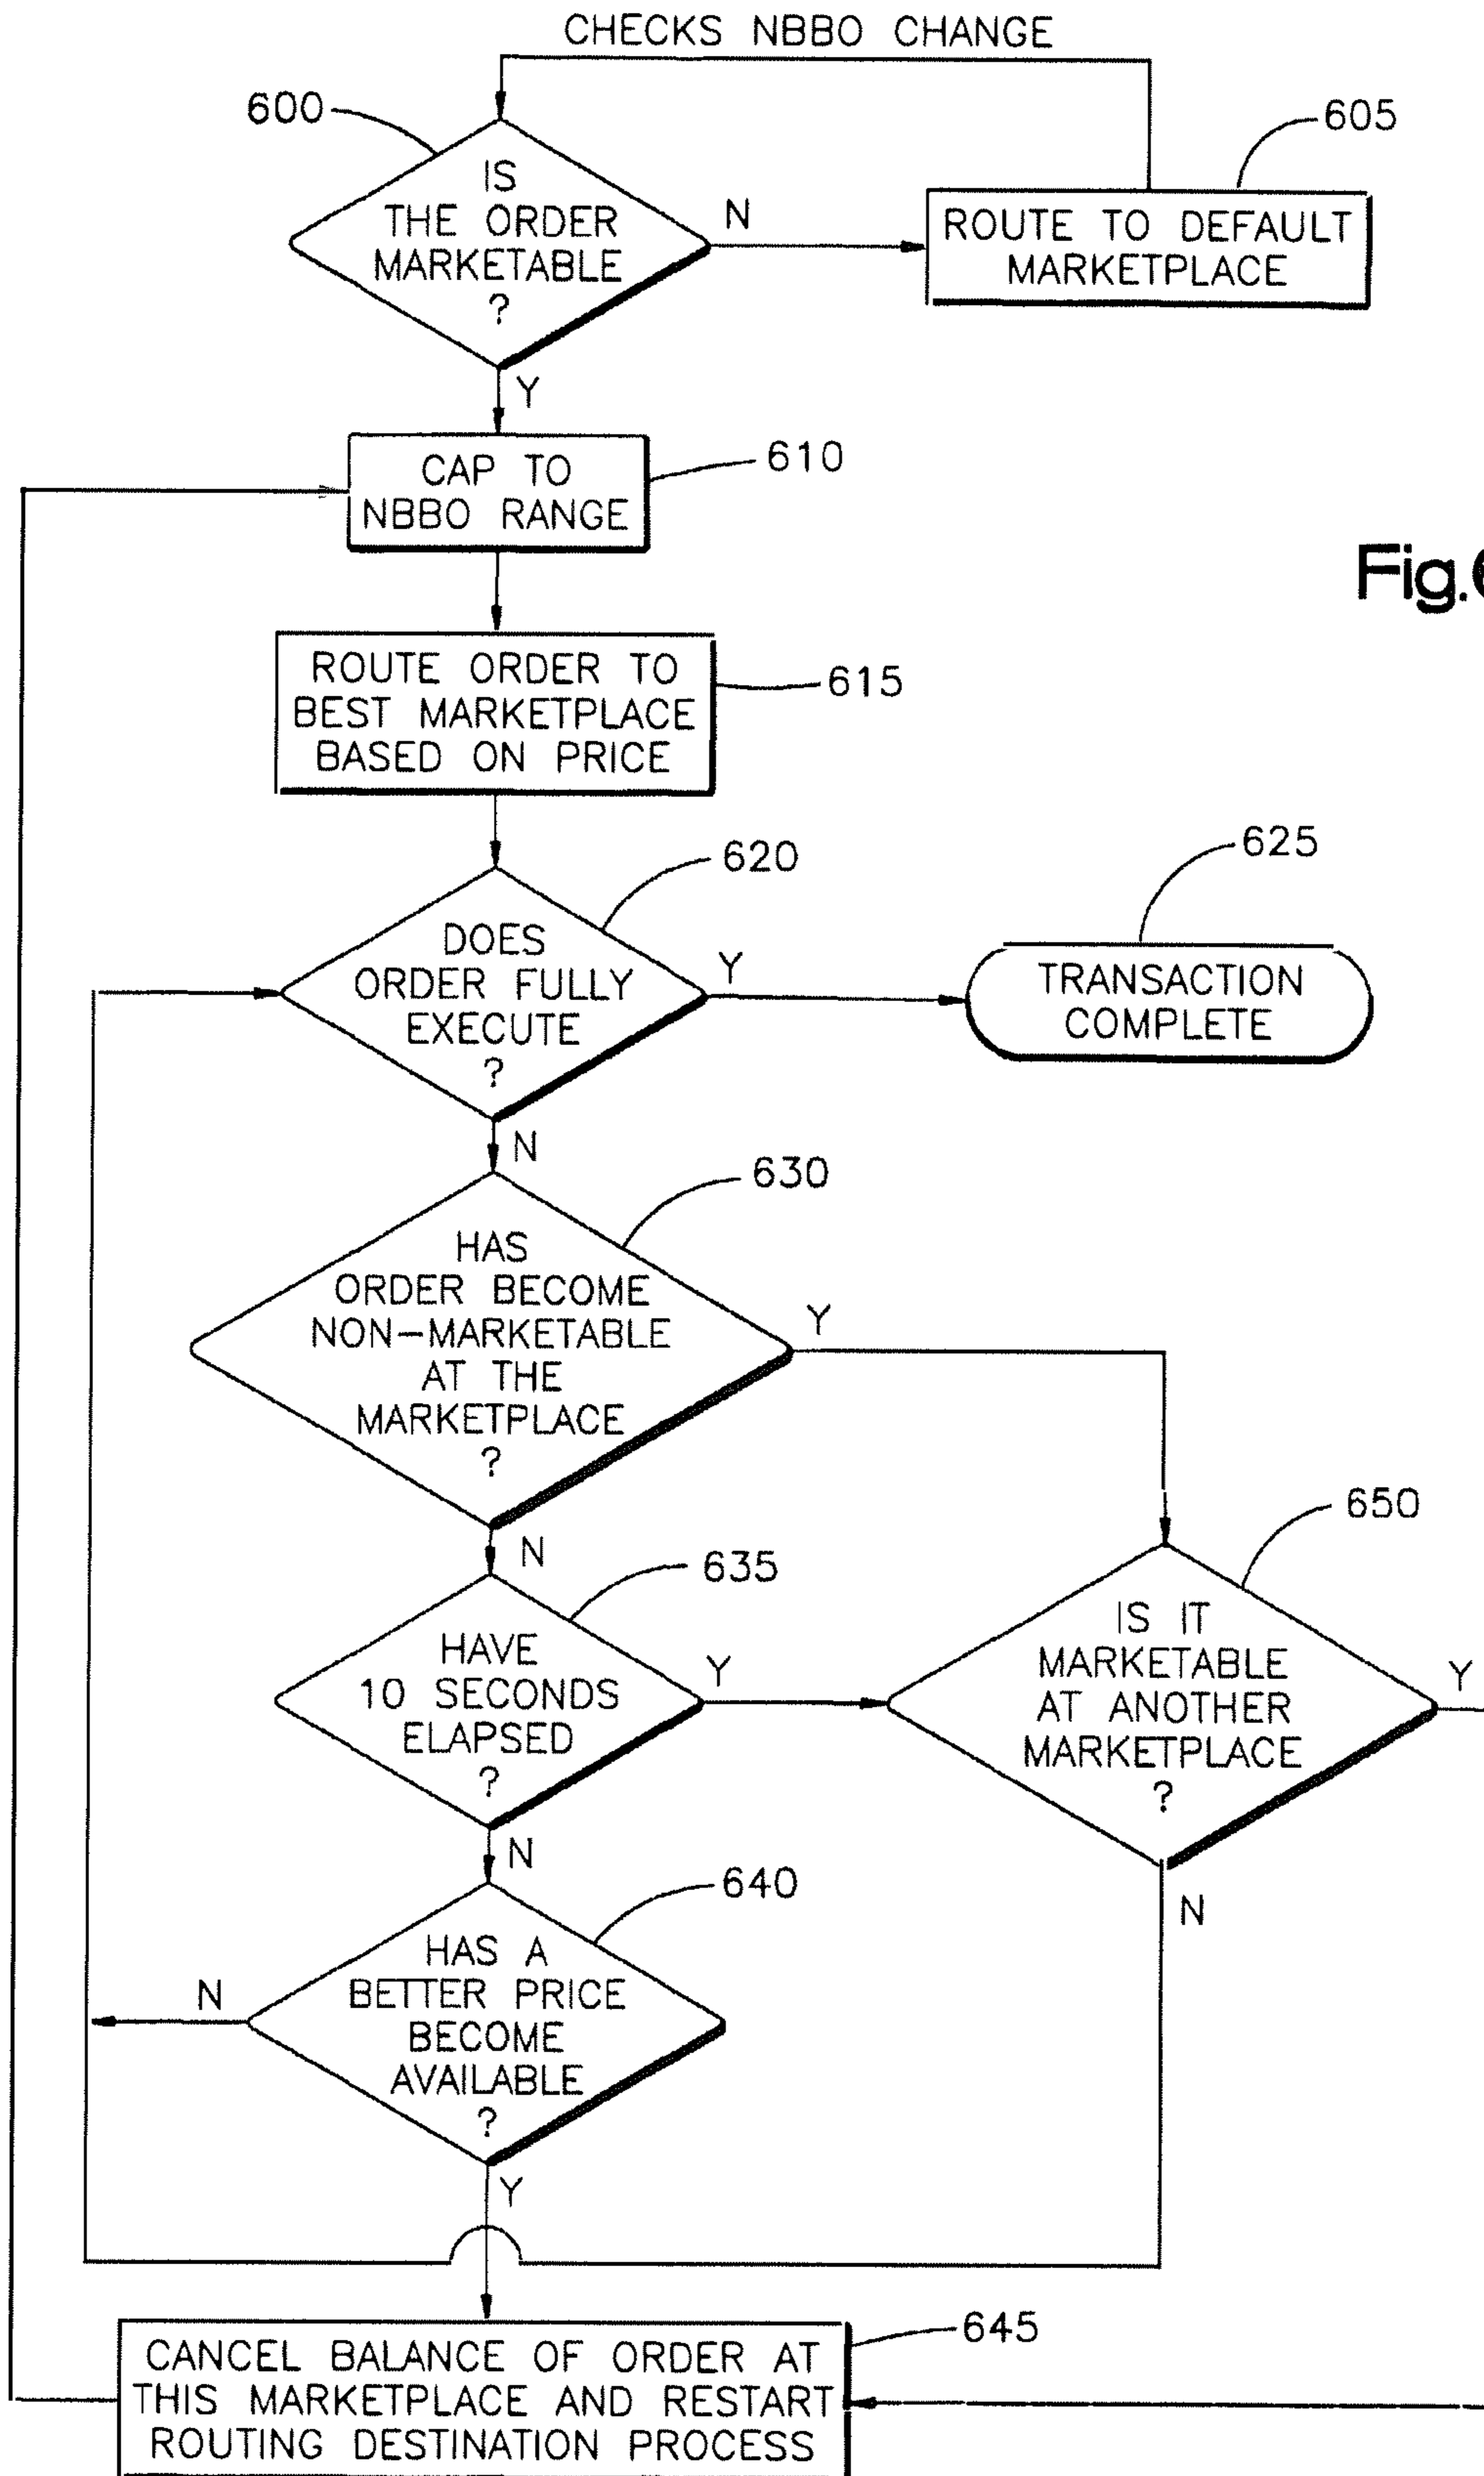 CHECKS NBBO CHANGE
600
IS
THE ORDER
MARKETABLE
?
N
605
ROUTE TO DEFAULT
MARKETPLACE
Y
CAP TO
NBBO RANGE
610
Fig.6
ROUTE ORDER TO
BEST MARKETPLACE
BASED ON PRICE
615
620
DOES
ORDER FULLY
EXECUTE
?
Y
625
TRANSACTION
COMPLETE
N
630
HAS
ORDER BECOME
NON-MARKETABLE
AT THE
MARKETPLACE
?
Y
N
635
HAVE
10 SECONDS
ELAPSED
?
Y
650
IS IT
MARKETABLE
AT ANOTHER
MARKETPLACE
?
Y
N
N
640
HAS A
BETTER PRICE
BECOME
AVAILABLE
?
N
Y
645
CANCEL BALANCE OF ORDER AT
THIS MARKETPLACE AND RESTART
ROUTING DESTINATION PROCESS